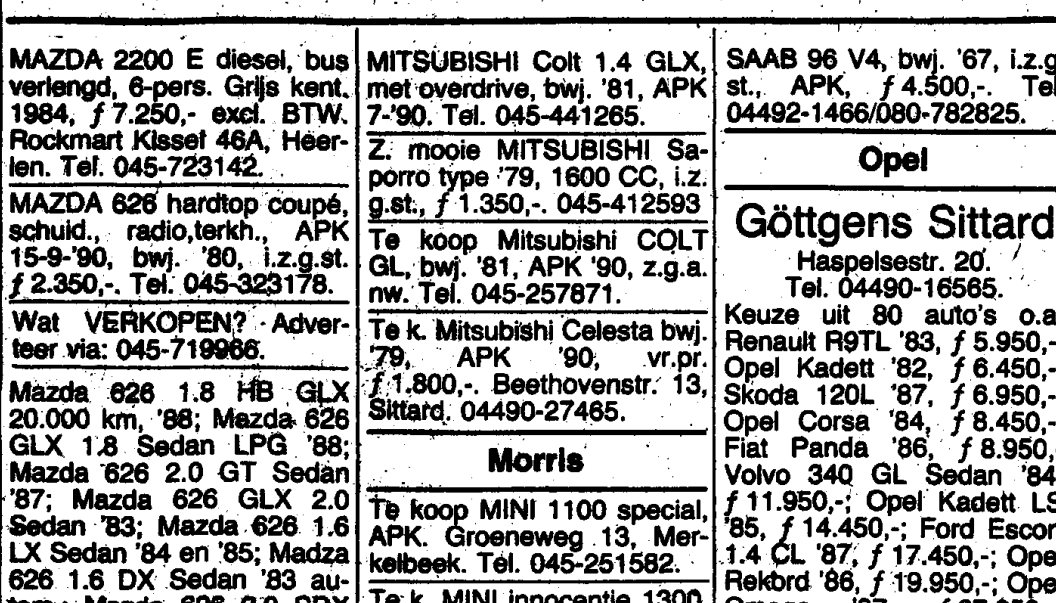 MAZDA 2200 E diesel, bus
verlengd, 6-pers. Grijs kent.
1984, ƒ 7.250,- excl. BTW.
Rockmart Kissel 46A, Heer-
len. Tel. 045-723142.
MAZDA 626 hardtop coupé,
schuid., radio,terkh., APK
15-9-'90, bwj. '80, i.z.g.st.
ƒ 2.350,-. Tel. 045-323178.
Wat VERKOPEN? Adver-
teer via: 045-719966.
Mazda 626 1.8 HB GLX
20.000 km, '88; Mazda 626
GLX 1.8 Sedan LPG '88;
Mazda 626 2.0 GT Sedan
'87; Mazda 626 GLX 2.0
Sedan '83; Mazda 626 1.6
LX Sedan '84 en '85; Madza
626 1.6 DX Sedan '83 au-
MITSUBISHI Colt 1.4 GLX,
met overdrive, bwj. '81, APK
7-'90. Tel. 045-441265.
Z. mooie MITSUBISHI Sa-
porro type '79, 1600 CC, i.z.
g.st., ƒ 1.350,-. 045-412593
Te koop Mitsubishi COLT
GL, bwj. '81, APK '90, z.g.a.
nw. Tel. 045-257871.
Te k. Mitsubishi Celesta bwj.
'79, APK '90, vr.pr.
ƒ 1.800,-. Beethovenstr. 13,
Sittard. 04490-27465.
Morris
Te koop MINI 1100 special,
APK. Groeneweg 13, Mer-
kelbeek. Tel. 045-251582.
Te k. MINI innocentie 1300
SAAB 96 V4, bwj. '67, i.z.g
st., APK, ƒ 4.500,-. Tel
04492-1466/080-782825.
Opel
Göttgens Sittard
Haspelsestr. 20.
Tel. 04490-16565.
Keuze uit 80 auto's o.a
Renault R9TL '83, ƒ 5.950,-
Opel Kadett '82, ƒ 6.450,-
Skoda 120L '87, ƒ 6.950,-
Opel Corsa '84, ƒ 8.450,-
Fiat Panda '86, ƒ 8.950,
Volvo 340 GL Sedan '84
ƒ 11.950,-; Opel Kadett LS
'85, ƒ 14.450,-; Ford Escor
1.4 CL '87, ƒ 17.450,-; Ope
Rekord '86, ƒ 19.950,-; Ope